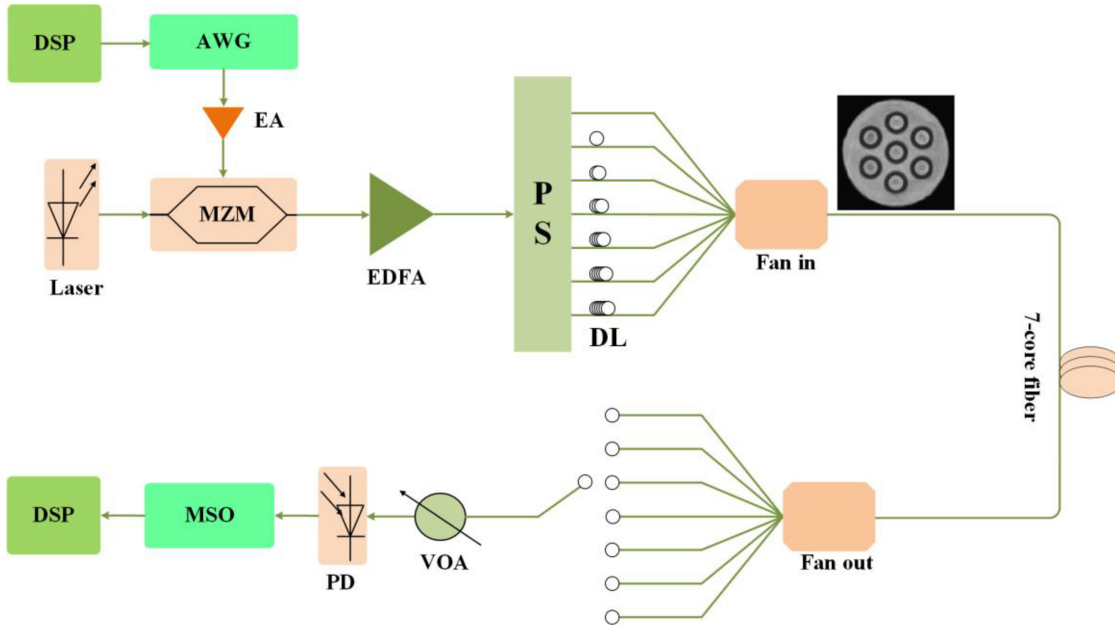 DSP
AWG
EA
Laser
MZM
EDFA
P
S
DL
Fan in
7-core fiber
DSP
MSO
PD
VOA
Fan out